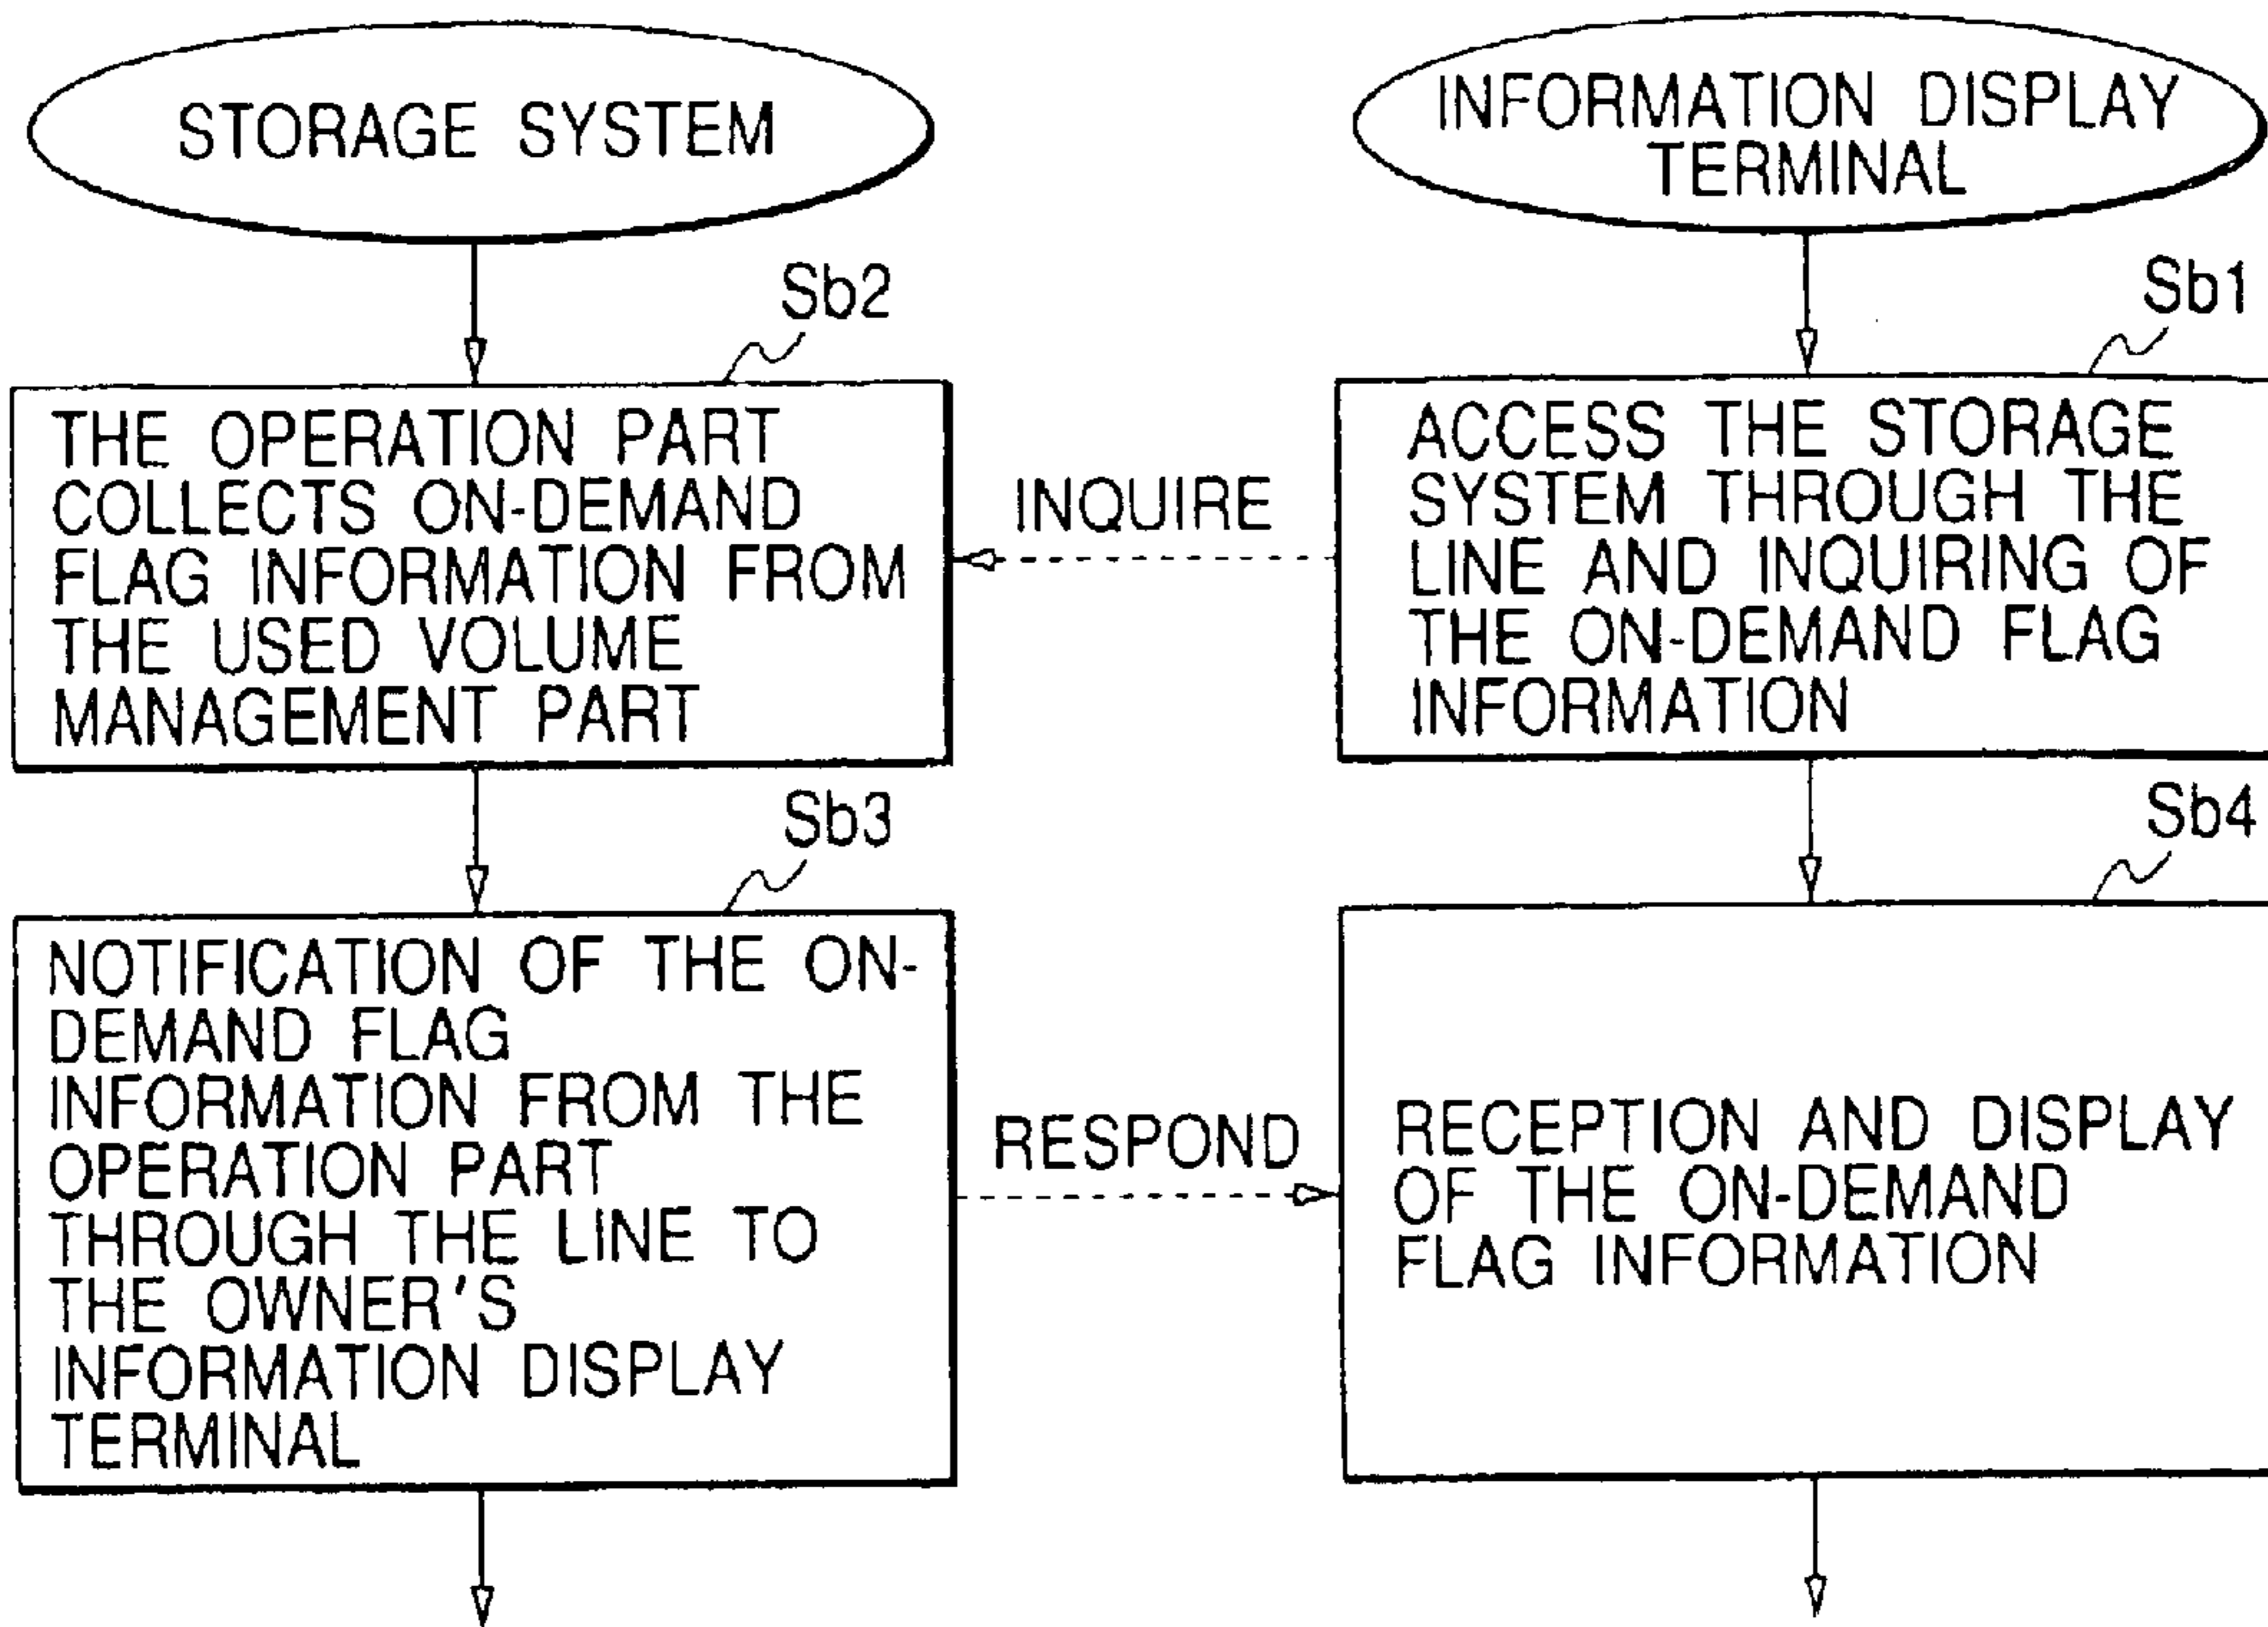 STORAGE SYSTEM
INFORMATION DISPLAY
TERMINAL
Sb2
Sb1
THE OPERATION PART
COLLECTS ON-DEMAND
FLAG INFORMATION FROM
THE USED VOLUME
MANAGEMENT PART
INQUIRE
ACCESS THE STORAGE
SYSTEM THROUGH THE
LINE AND INQUIRING OF
THE ON-DEMAND FLAG
INFORMATION
Sb3
Sb4
NOTIFICATION OF THE ON-
DEMAND FLAG
INFORMATION FROM THE
OPERATION PART
THROUGH THE LINE TO
THE OWNER'S
INFORMATION DISPLAY
TERMINAL
RESPOND
RECEPTION AND DISPLAY
OF THE ON-DEMAND
FLAG INFORMATION